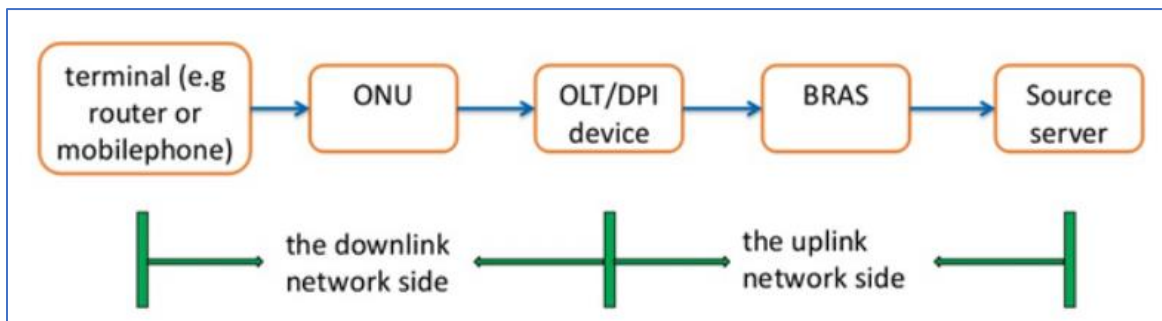 terminal (e.g
router or
mobilephone)
ONU
OLT/DPI
device
BRAS
Source
server
the downlink
network side
the uplink
network side